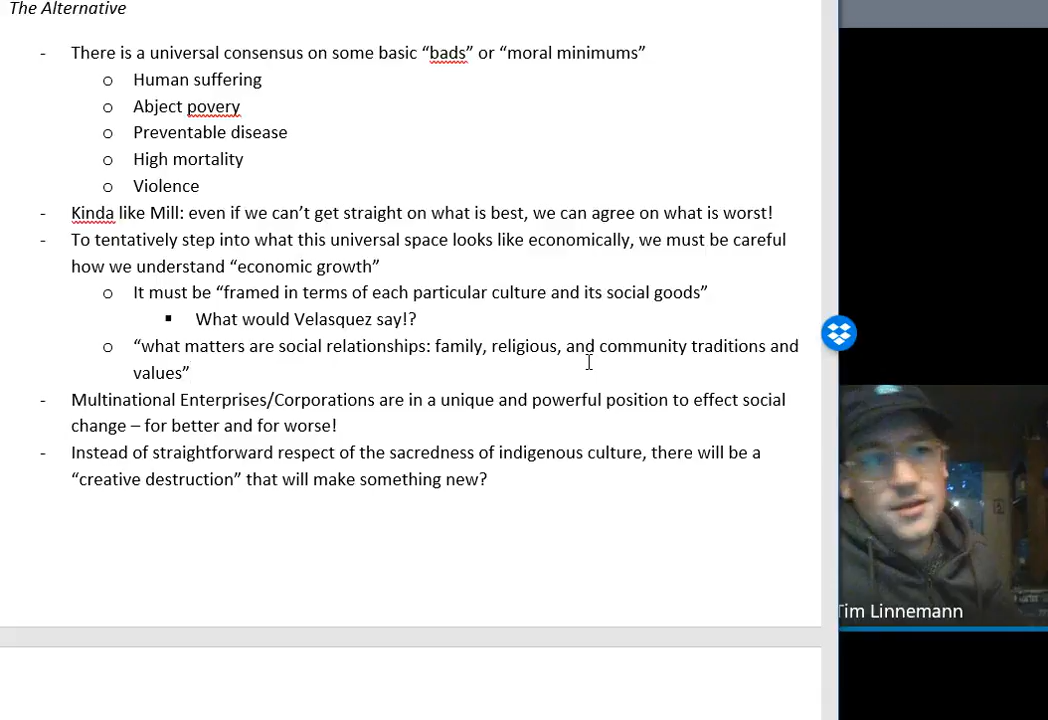 The Alternative
- There is a universal consensus on some basic “bads” or “moral minimums”
o Human suffering
o Abject povery
o Preventable disease
o High mortality
o Violence
- Kinda like Mill: even if we can’t get straight on what is best, we can agree on what is worst!
- To tentatively step into what this universal space looks like economically, we must be careful
how we understand “economic growth”
o It must be “framed in terms of each particular culture and its social goods”
▪ What would Velasquez say!?
o “what matters are social relationships: family, religious, and community traditions and
values”
- Multinational Enterprises/Corporations are in a unique and powerful position to effect social
change – for better and for worse!
- Instead of straightforward respect of the sacredness of indigenous culture, there will be a
“creative destruction” that will make something new?
Tim Linnemann